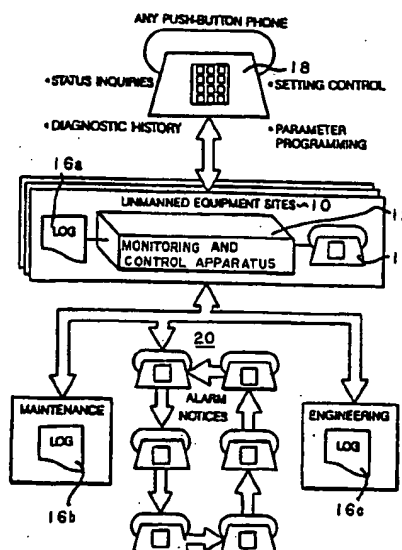 ANY PUSH-BUTTON PHONE
18
•STATUS INQUIRIES
•SETTING CONTROL
•DIAGNOSTIC HISTORY
•PARAMETER PROGRAMMING
16a
UNMANNED EQUIPMENT SITES~10
LOG
MONITORING AND CONTROL APPARATUS
20
ALARM NOTICES
MAINTENANCE
LOG
16b
ENGINEERING
LOG
16c